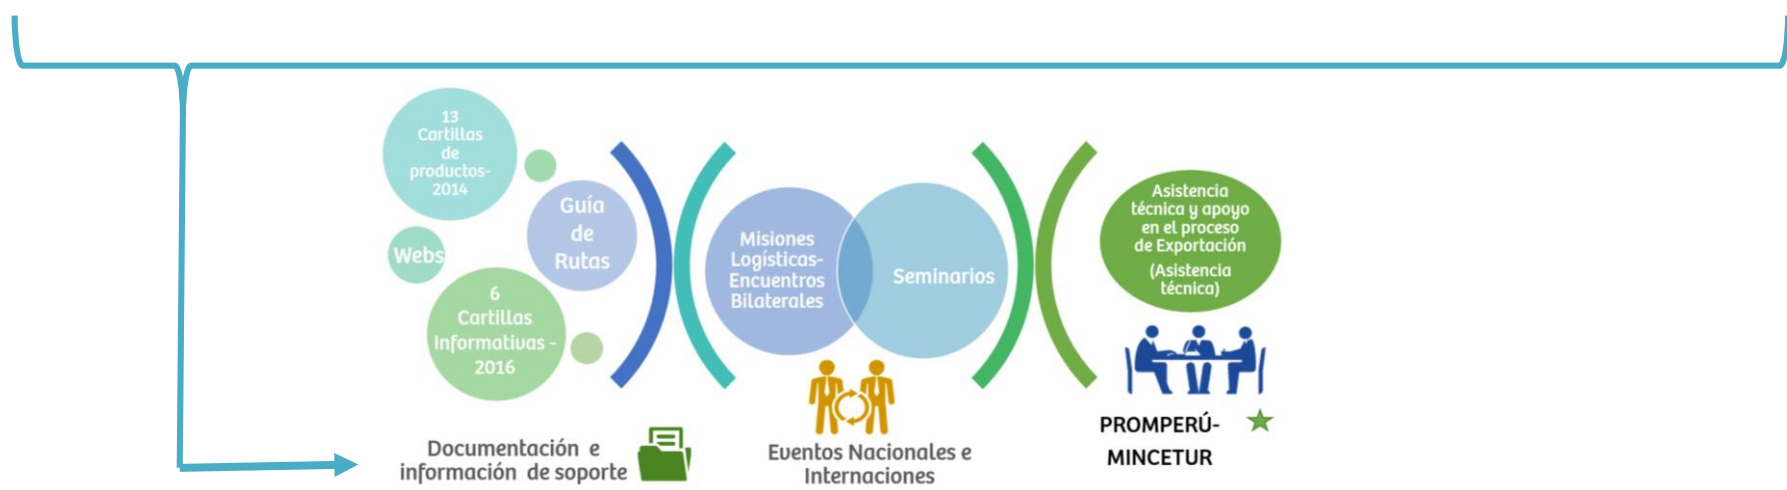 13
Cartillas
de
productos-
2014
Guía
de
Rutas
Webs
6
Cartillas
Informativas -
2016
Documentación e
información de soporte
Misiones
Logísticas-
Encuentros
Bilaterales
Seminarios
Eventos Nacionales e
Internaciones
Asistencia
técnica y apoyo
en el proceso
de Exportación
(Asistencia
técnica)
PROMPERÚ-
MINCETUR